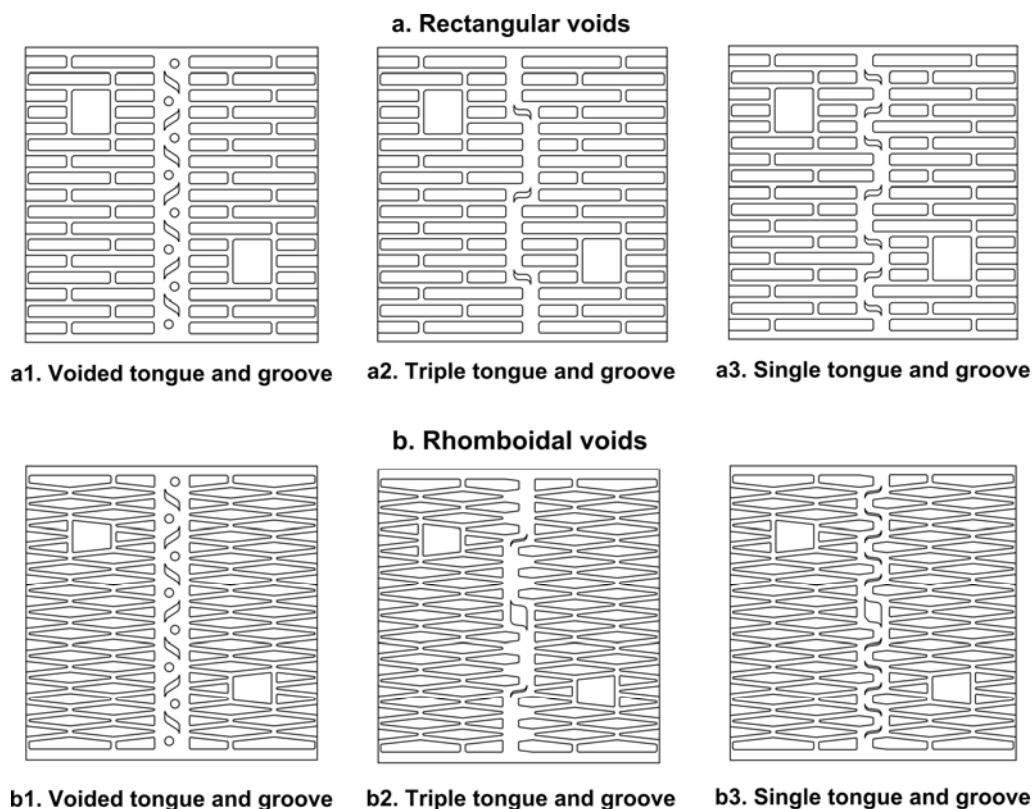 a. Rectangular voids
a1. Voided tongue and groove
a2. Triple tongue and groove
a3. Single tongue and groove
b. Rhomboidal voids
b1. Voided tongue and groove
b2. Triple tongue and groove
b3. Single tongue and groove